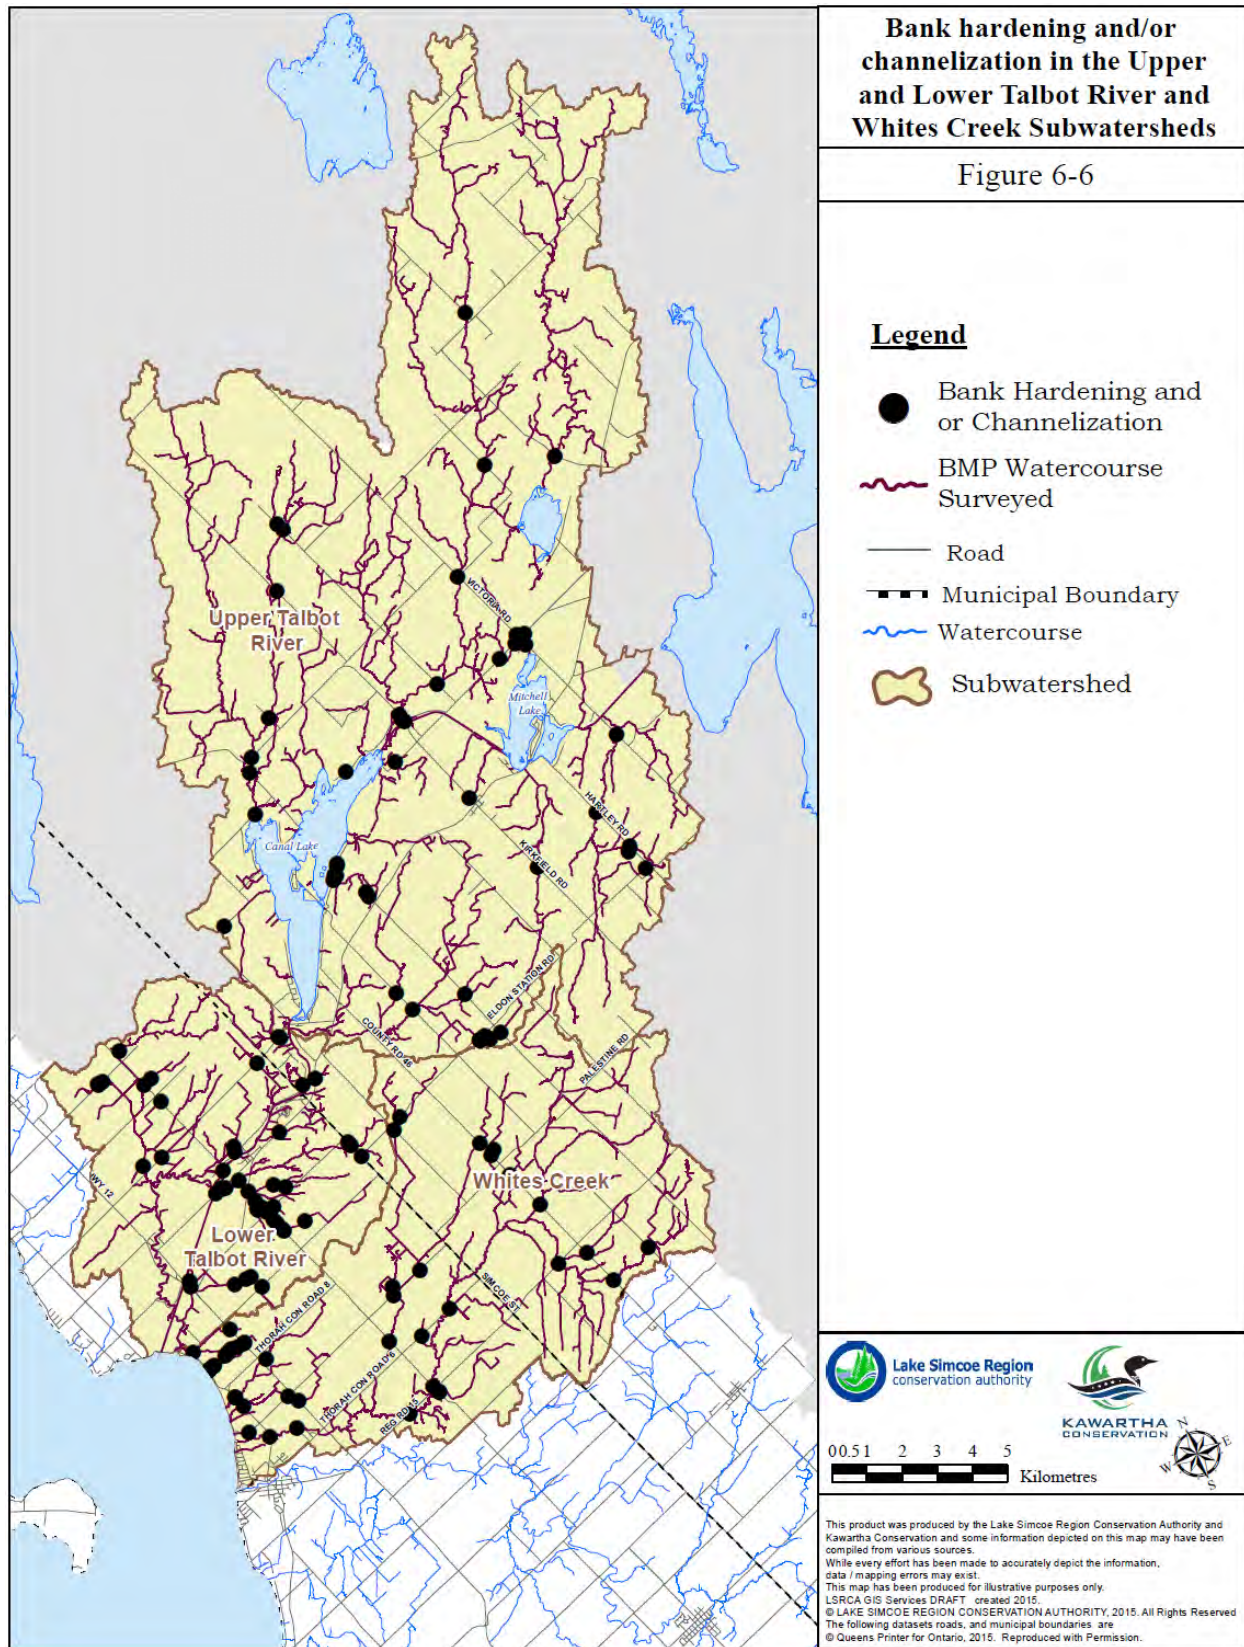 Bank hardening and/or
channelization in the Upper
and Lower Talbot River and
Whites Creek Subwatersheds
Figure 6-6
Legend
Bank Hardening and
or Channelization
BMP Watercourse
Surveyed
Road
Municipal Boundary
Watercourse
Subwatershed
VICTORIA RD
Upper Talbot
River
Mitchell
Lake
HARTLEY RD
Canal Lake
KIRKFIELD RD
ELDON STATION RD
COUNTY RD 46
PALESTINE RD
HWY 12
Whites Creek
Lower
Talbot River
SIMCOE ST
THORAH CON ROAD 8
THORAH CON ROAD 6
REG RD 15
Lake Simcoe Region
conservation authority
KAWARTHA
CONSERVATION
N
E
W
S
0 0.5 1 2 3 4 5
Kilometres
This product was produced by the Lake Simcoe Region Conservation Authority and
Kawartha Conservation and some information depicted on this map may have been
compiled from various sources.
While every effort has been made to accurately depict the information,
data / mapping errors may exist.
This map has been produced for illustrative purposes only.
LSRCA GIS Services DRAFT created 2015.
© LAKE SIMCOE REGION CONSERVATION AUTHORITY, 2015. All Rights Reserved
The following datasets roads, and municipal boundaries are
© Queens Printer for Ontario, 2015. Reproduced with Permission.